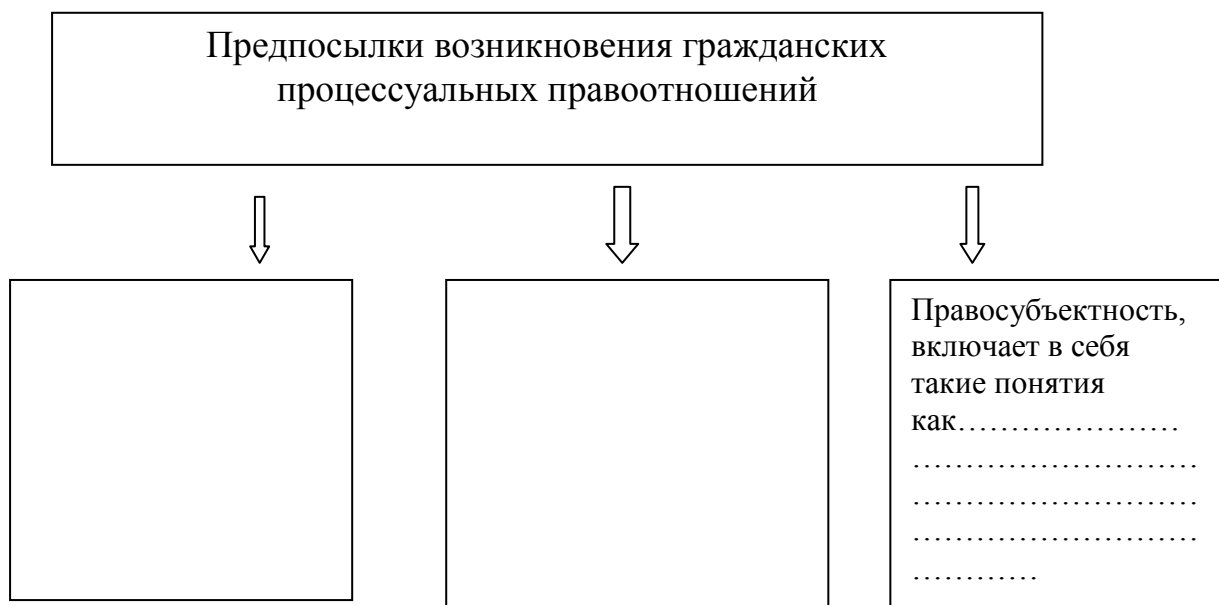 Предпосылки возникновения гражданских
процессуальных правоотношений
Правосубъектность,
включает в себя
такие понятия
как…………………
………………………
………………………
………………………
…………